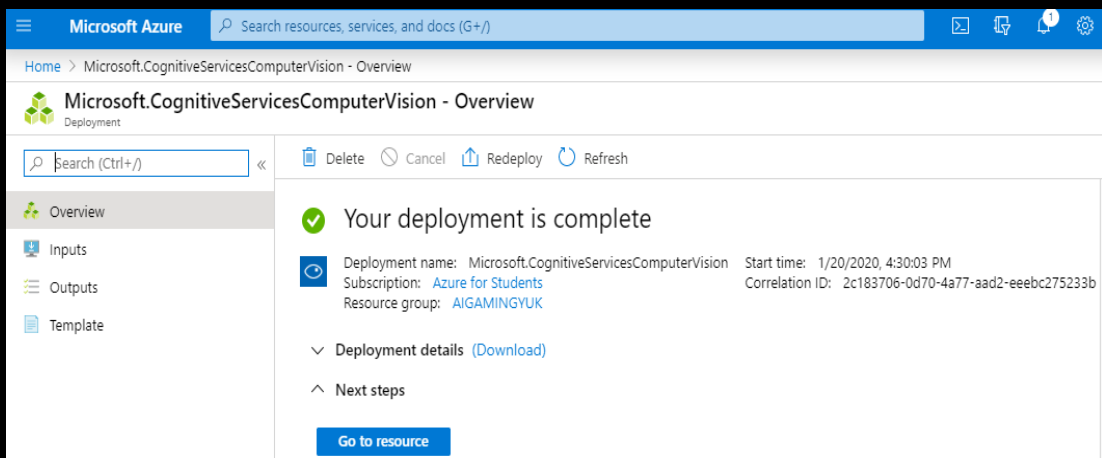 Microsoft Azure Search resources, services, and docs (G+/) 1
Home > Microsoft.CognitiveServicesComputerVision - Overview
Microsoft.CognitiveServicesComputerVision - Overview
Deployment
Search (Ctrl+/) «
Delete Cancel Redeploy Refresh
Overview
Inputs
Outputs
Template
Your deployment is complete
Deployment name: Microsoft.CognitiveServicesComputerVision Start time: 1/20/2020, 4:30:03 PM
Subscription: Azure for Students Correlation ID: 2c183706-0d70-4a77-aad2-eeebc275233b
Resource group: AIGAMINGYUK
Deployment details (Download)
Next steps
Go to resource